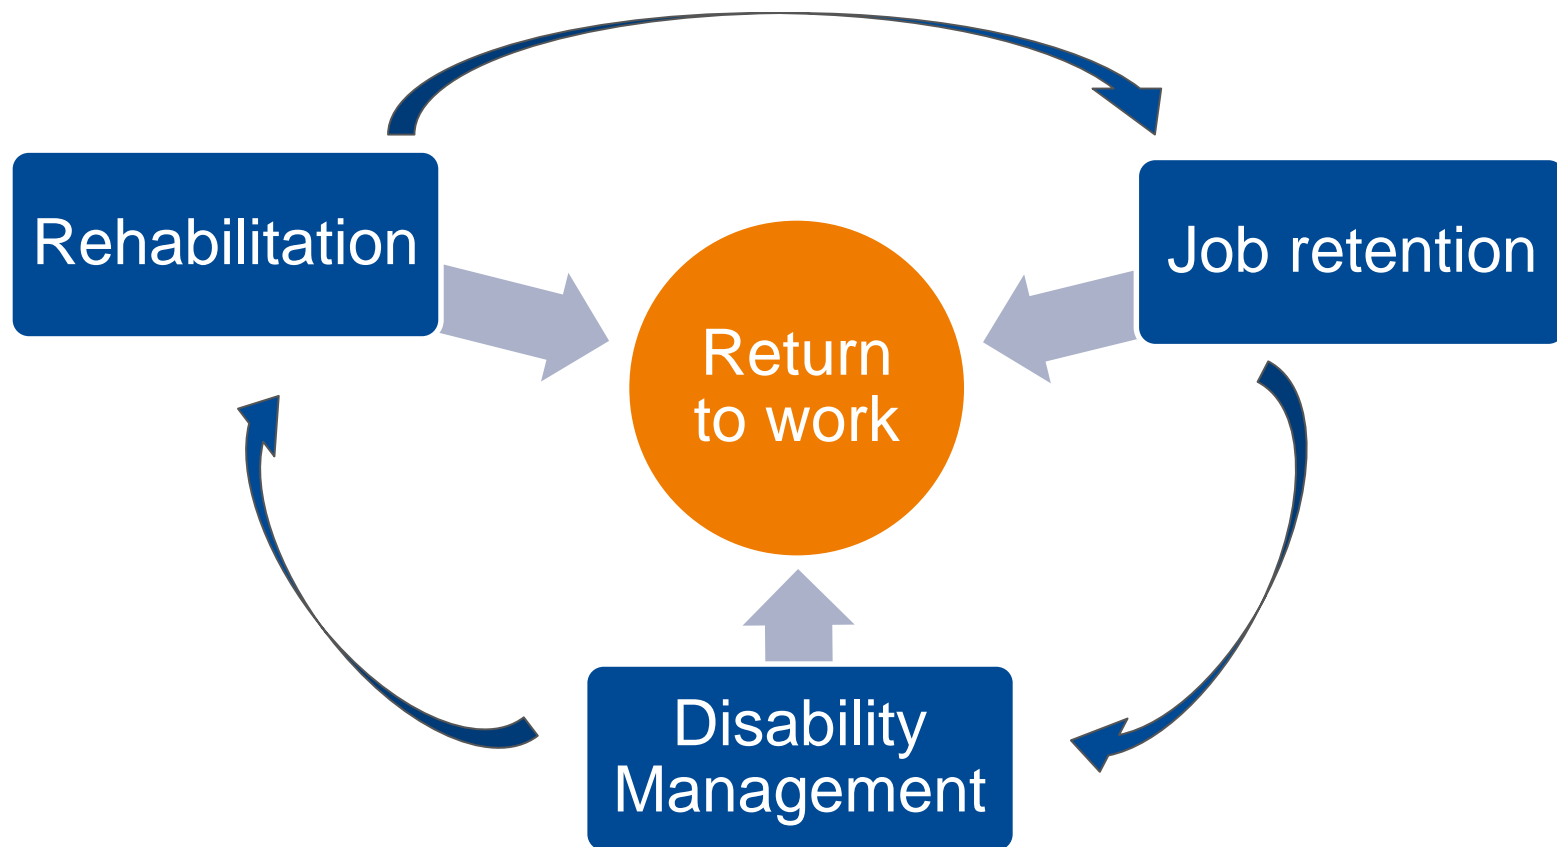 Rehabilitation
Job retention
Return
to work
Disability
Management